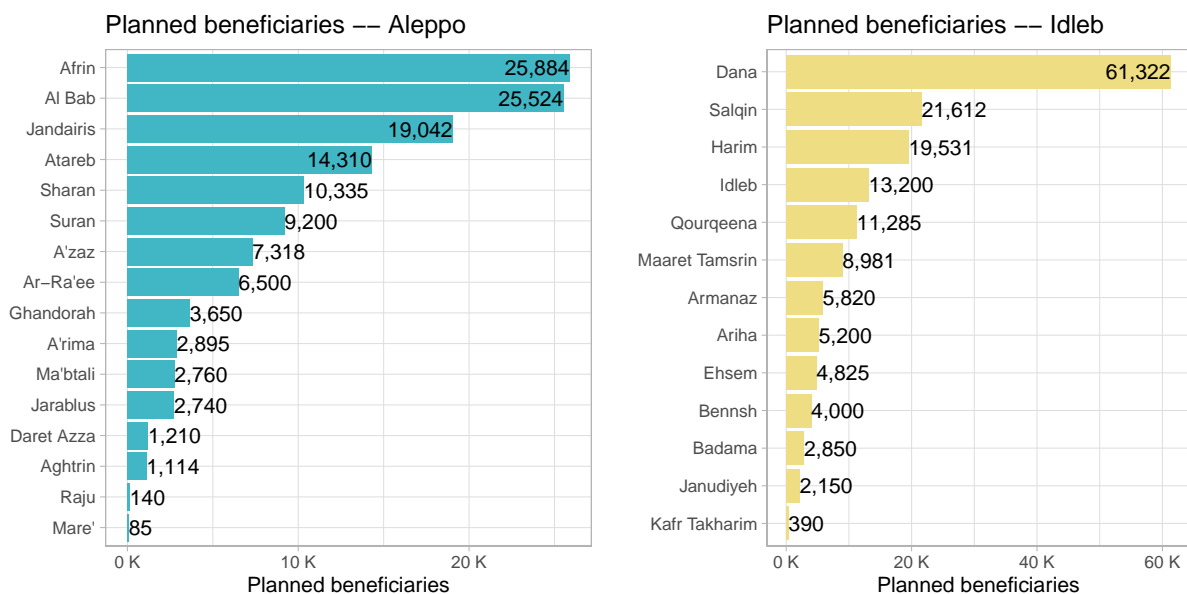 Planned beneficiaries −− Aleppo
Afrin 25,884
Al Bab 25,524
Jandairis 19,042
Atareb 14,310
Sharan 10,335
Suran 9,200
A'zaz 7,318
Ar−Ra'ee 6,500
Ghandorah 3,650
A'rima 2,895
Ma'btali 2,760
Jarablus 2,740
Daret Azza 1,210
Aghtrin 1,114
Raju 140
Mare' 85
0 K 10 K 20 K
Planned beneficiaries
Planned beneficiaries −− Idleb
Dana 61,322
Salqin 21,612
Harim 19,531
Idleb 13,200
Qourqeena 11,285
Maaret Tamsrin 8,981
Armanaz 5,820
Ariha 5,200
Ehsem 4,825
Bennsh 4,000
Badama 2,850
Janudiyeh 2,150
Kafr Takharim 390
0 K 20 K 40 K 60 K
Planned beneficiaries